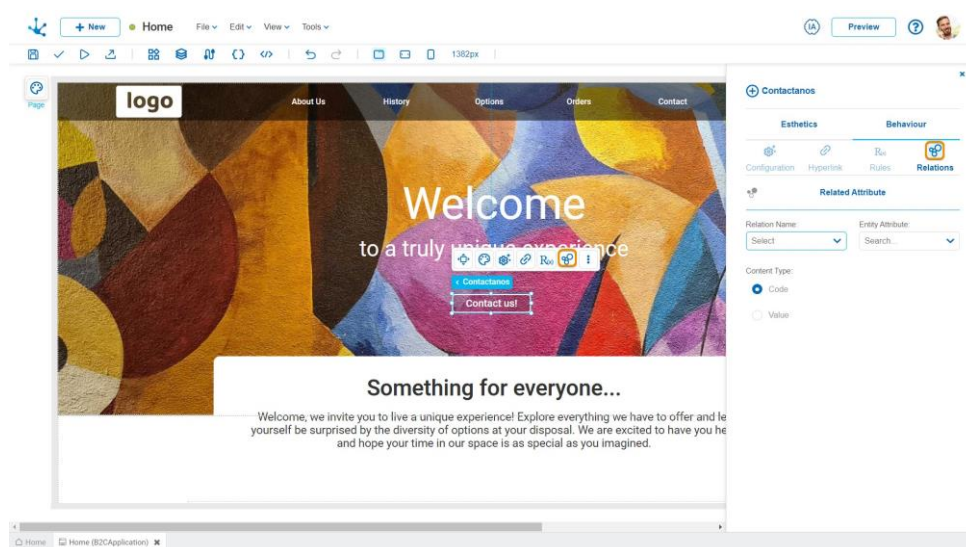 + New
Home
File
Edit
View
Tools
IA
Preview
?
1382px
Page
logo
About Us
History
Options
Orders
Contact
Welcome
to a truly unique experience
R(x)
Contactanos
Contact us!
Something for everyone...
Welcome, we invite you to live a unique experience! Explore everything we have to offer and le
yourself be surprised by the diversity of options at your disposal. We are excited to have you he
and hope your time in our space is as special as you imagined.
Contactanos
Esthetics
Behaviour
Configuration
Hyperlink
R(x)
Rules
Relations
Related Attribute
Relation Name:
Entity Attribute:
Select
Search...
Content Type:
Code
Value
Home
Home (B2CApplication)